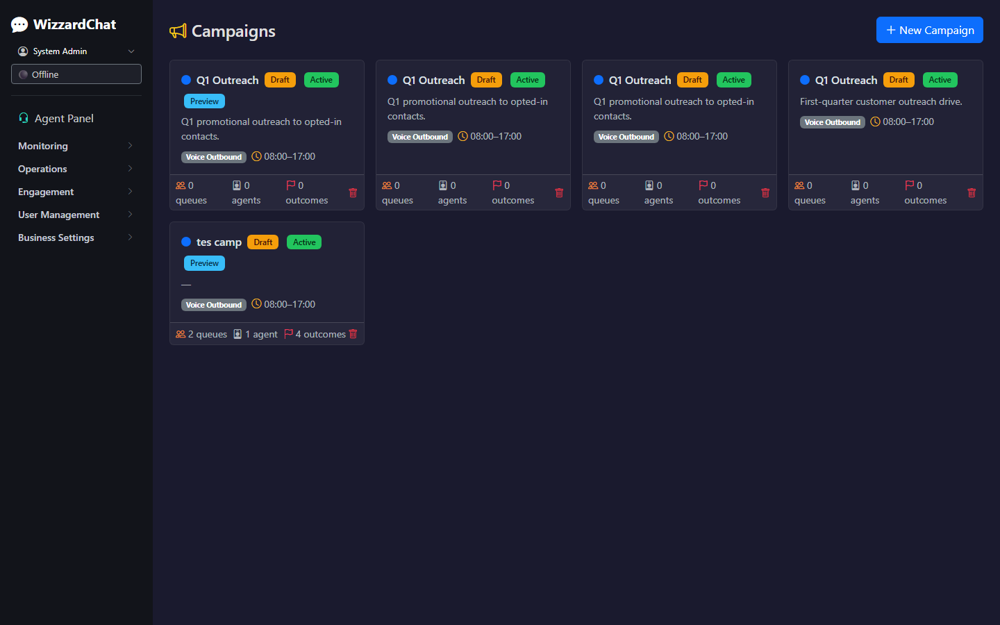 WizzardChat
System Admin
Offline
Agent Panel
Monitoring
Operations
Engagement
User Management
Business Settings
Campaigns
New Campaign
Q1 Outreach Draft Active
Preview
Q1 promotional outreach to opted-in
contacts.
Voice Outbound 08:00–17:00
0 queues 0 agents 0 outcomes
Q1 Outreach Draft Active
Q1 promotional outreach to opted-in
contacts.
Voice Outbound 08:00–17:00
0 queues 0 agents 0 outcomes
Q1 Outreach Draft Active
Q1 promotional outreach to opted-in
contacts.
Voice Outbound 08:00–17:00
0 queues 0 agents 0 outcomes
Q1 Outreach Draft Active
First-quarter customer outreach drive.
Voice Outbound 08:00–17:00
0 queues 0 agents 0 outcomes
tes camp Draft Active
Preview
—
Voice Outbound 08:00–17:00
2 queues 1 agent 4 outcomes